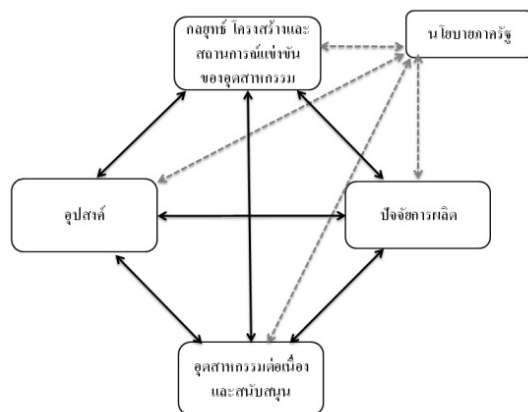 กลยุทธ์ โครงสร้างและ
สถานการณ์แข่งขัน
ของอุตสาหกรรม
นโยบายภาครัฐ
อุปสงค์
ปัจจัยการผลิต
อุตสาหกรรมต่อเนื่อง
และสนับสนุน